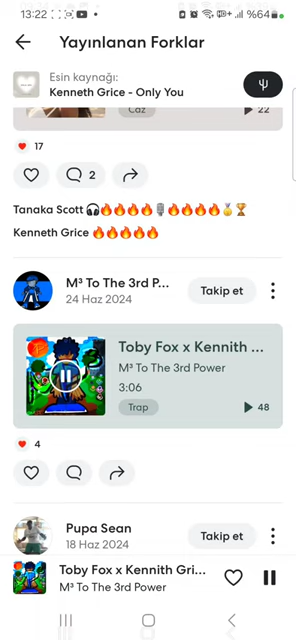 13:22 %64
Yayınlanan Forklar
Esin kaynağı:
Kenneth Grice - Only You
Caz 22
17
2
Tanaka Scott 🎧🔥🔥🔥🔥🎙️🔥🔥🔥🔥🥇🏆
Kenneth Grice 🔥🔥🔥🔥🔥
M³ To The 3rd P...
24 Haz 2024
Takip et
Toby Fox x Kennith ...
M³ To The 3rd Power
3:06
Trap 48
4
Pupa Sean
18 Haz 2024
Takip et
Toby Fox x Kennith Gri...
M³ To The 3rd Power